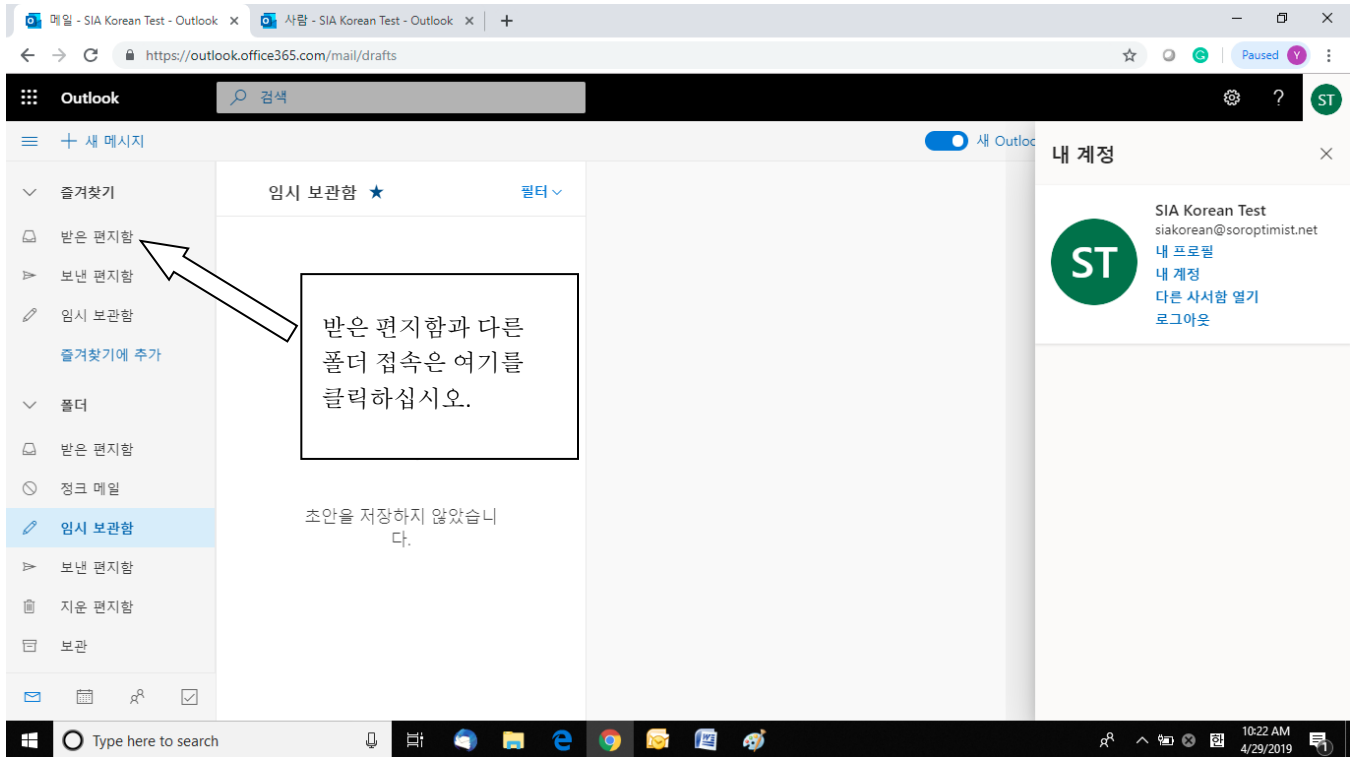 메일 - SIA Korean Test - Outlook
사람 - SIA Korean Test - Outlook
https://outlook.office365.com/mail/drafts
Paused
Y
Outlook
검색
?
ST
새 메시지
새 Outloo
내 계정
즐겨찾기
받은 편지함
보낸 편지함
임시 보관함
즐겨찾기에 추가
폴더
받은 편지함
정크 메일
임시 보관함
보낸 편지함
지운 편지함
보관
임시 보관함
필터
받은 편지함과 다른
폴더 접속은 여기를
클릭하십시오.
초안을 저장하지 않았습니
다.
ST
SIA Korean Test
siakorean@soroptimist.net
내 프로필
내 계정
다른 사서함 열기
로그아웃
Type here to search
한
10:22 AM
4/29/2019
1